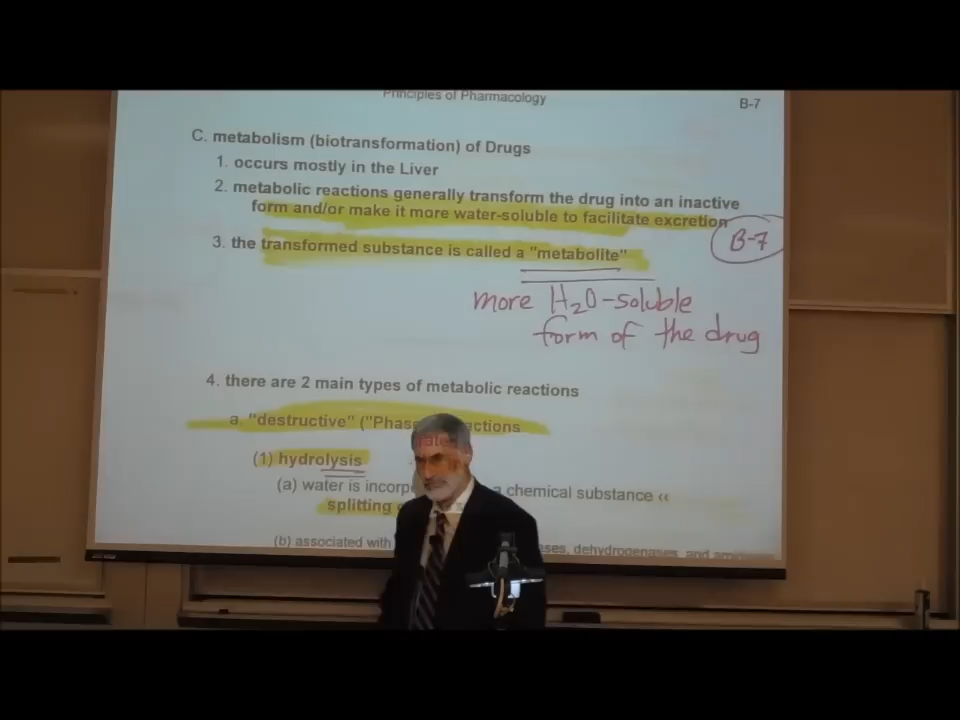 Principles of Pharmacology
B-7
C. metabolism (biotransformation) of Drugs
1. occurs mostly in the Liver
2. metabolic reactions generally transform the drug into an inactive
form and/or make it more water-soluble to facilitate excretion
B-7
3. the transformed substance is called a "metabolite"
more H₂O-soluble
form of the drug
4. there are 2 main types of metabolic reactions
a. "destructive" ("Phase
(1) hydrolysis
(a) water is a chemical substance «
splitting
(b) associated with dehydrogenases, and